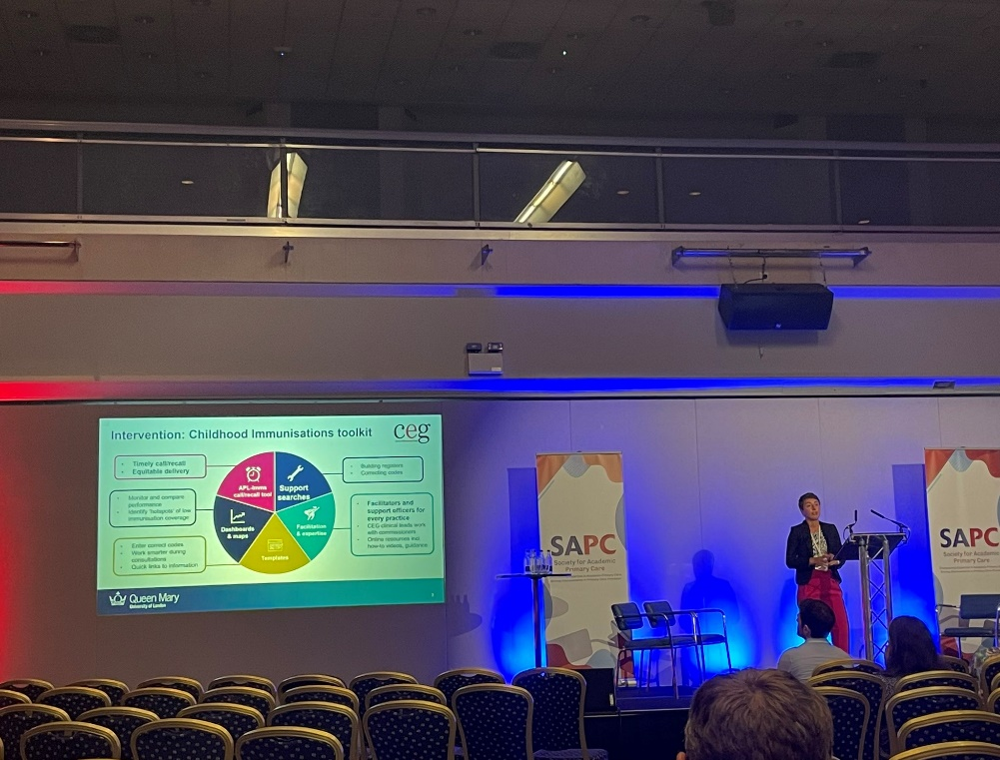 Intervention: Childhood Immunisations toolkit
ceg
Timely call/recall
Equitable delivery
APL-Imms
call/recall tool
Support
searches
Building registers
Correcting codes
Monitor and compare
performance
Identify 'hotspots' of low
immunisation coverage
Dashboards
& maps
Facilitation
& expertise
Facilitators and
support officers for
every practice
CEG clinical leads work
with commissioners
Online resources
how-to videos, guidance
Enter correct codes
Work smarter during
consultations
Quick links to information
Templates
Queen Mary
University of London
SAPC
Society for Academic
Primary Care
SAPC
Society for Academic
Primary Care